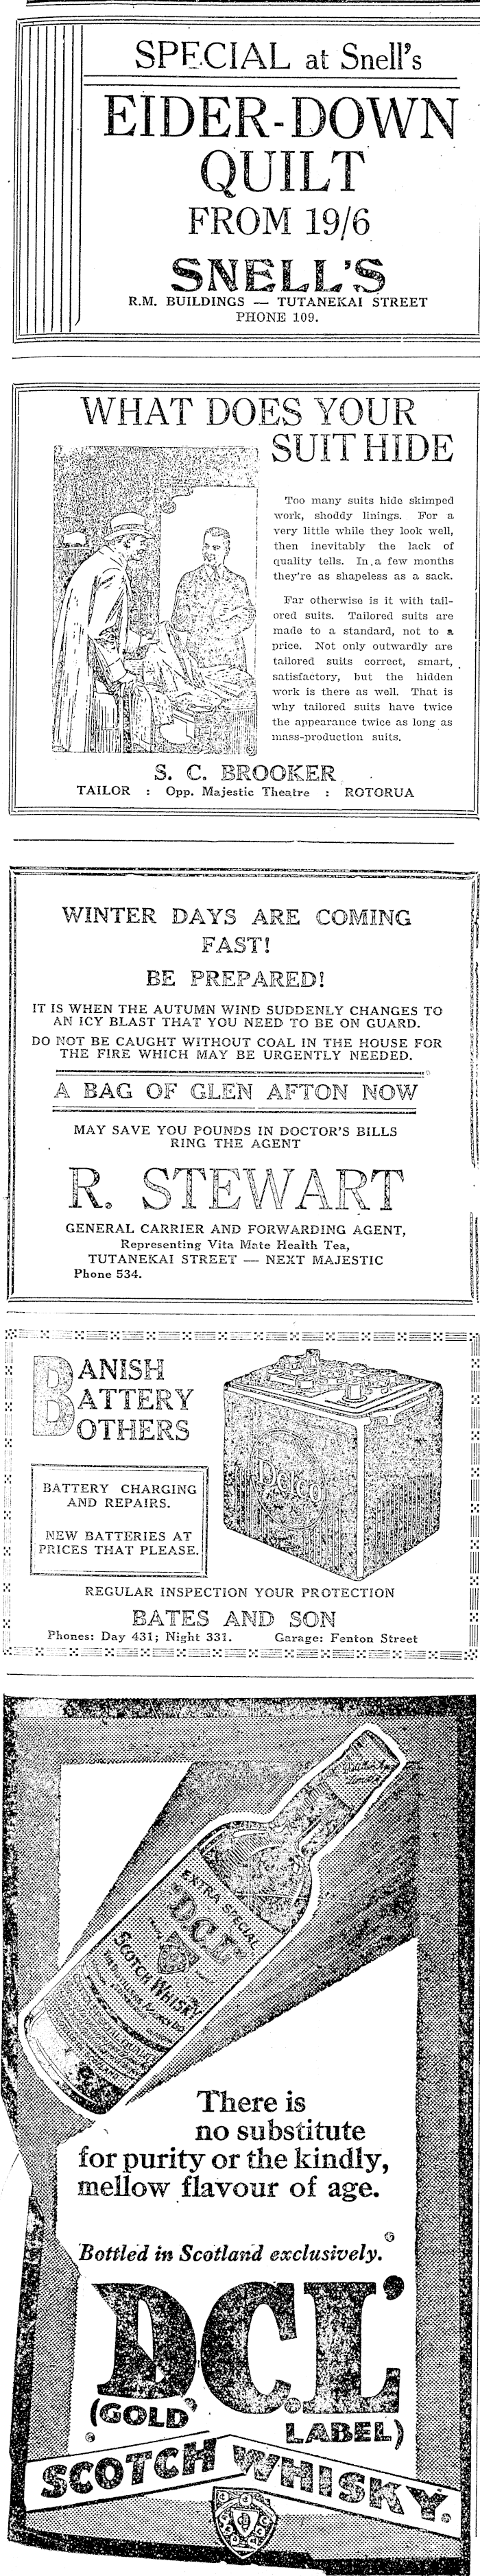 SPECIAL at Snell's
EIDER-DOWN
QUILT
FROM 19/6
SNELL'S
R.M. BUILDINGS — TUTANEKAI STREET
PHONE 109.
WHAT DOES YOUR
SUIT HIDE
Too many suits hide skimped
work, shoddy linings. For a
very little while they look well,
then inevitably the lack of
quality tells. In a few months
they're as shapeless as a sack.
Far otherwise is it with tail-
ored suits. Tailored suits are
made to a standard, not to a
price. Not only outwardly are
tailored suits correct, smart,
satisfactory, but the hidden
work is there as well. That is
why tailored suits have twice
the appearance twice as long as
mass-production suits.
S. C. BROOKER
TAILOR : Opp. Majestic Theatre : ROTORUA
WINTER DAYS ARE COMING
FAST!
BE PREPARED!
IT IS WHEN THE AUTUMN WIND SUDDENLY CHANGES TO
AN ICY BLAST THAT YOU NEED TO BE ON GUARD.
DO NOT BE CAUGHT WITHOUT COAL IN THE HOUSE FOR
THE FIRE WHICH MAY BE URGENTLY NEEDED.
A BAG OF GLEN AFTON NOW
MAY SAVE YOU POUNDS IN DOCTOR'S BILLS
RING THE AGENT
R. STEWART
GENERAL CARRIER AND FORWARDING AGENT,
Representing Vita Mate Health Tea,
TUTANEKAI STREET — NEXT MAJESTIC
Phone 534.
BANISH
BATTERY
BOTHERS
Delco
BATTERY CHARGING
AND REPAIRS.
NEW BATTERIES AT
PRICES THAT PLEASE.
REGULAR INSPECTION YOUR PROTECTION
BATES AND SON
Phones: Day 431; Night 331. Garage: Fenton Street
EXTRA SPECIAL
"D.C.L."
SCOTCH WHISKY
There is
no substitute
for purity or the kindly,
mellow flavour of age.
Bottled in Scotland exclusively.
D.C.L.
(GOLD
LABEL)
SCOTCH WHISKY.